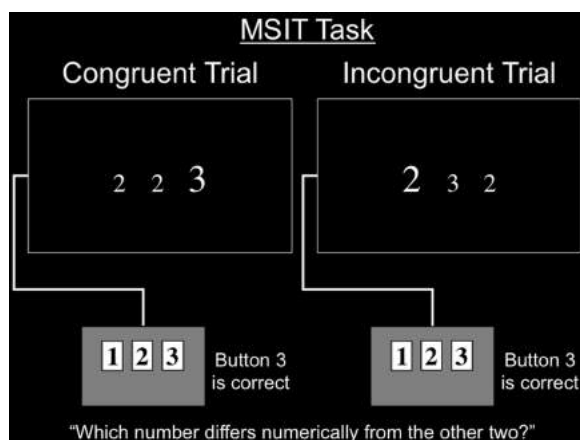 MSIT Task
Congruent Trial
Incongruent Trial
2 2 3
2 3 2
1 2 3
Button 3
is correct
1 2 3
Button 3
is correct
“Which number differs numerically from the other two?”